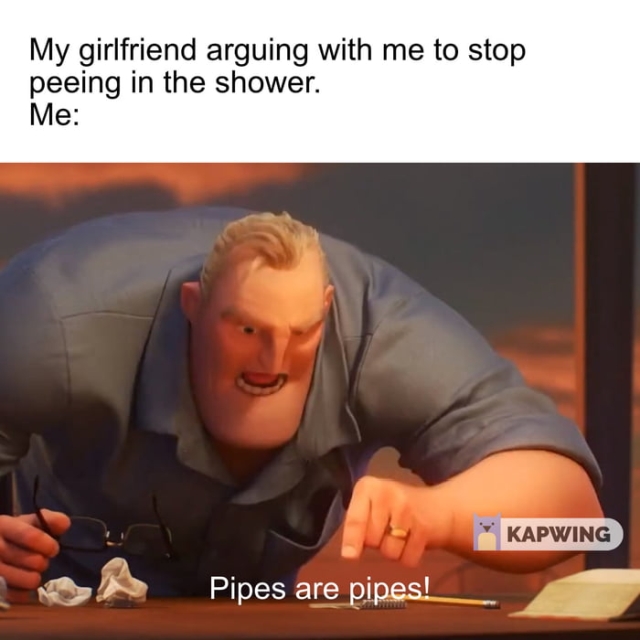 My girlfriend arguing with me to stop
peeing in the shower.
Me:
KAPWING
Pipes are pipes!